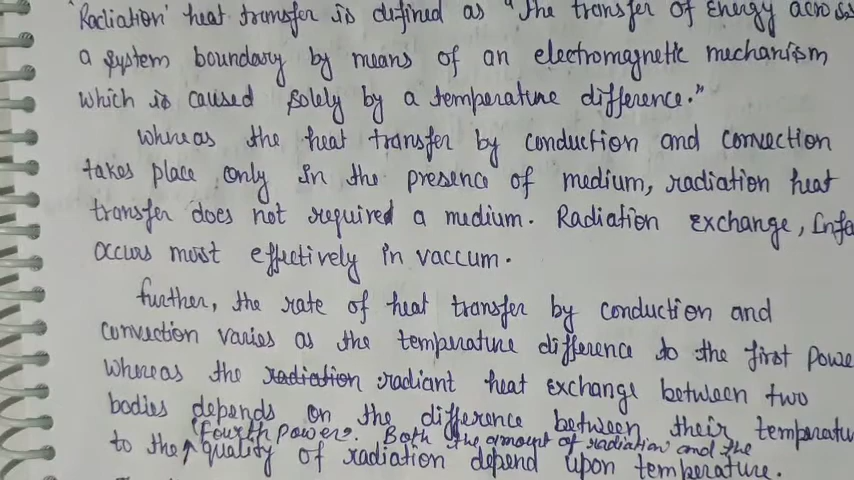 'Radiation' heat transfer is defined as "The transfer of Energy across
a system boundary by means of an electromagnetic mechanism
which is caused solely by a temperature difference."
Whereas the heat transfer by conduction and convection
takes place only in the presence of medium, radiation heat
transfer does not required a medium. Radiation exchange, Infa
occurs most effectively in vaccum.
further, the rate of heat transfer by conduction and
convection varies as the temperature difference to the first powe
whereas the radiation radiant heat exchange between two
bodies depends on the difference between their temperatu
fourth power. Both the amount of radiation and the
to the quality of radiation depend upon temperature.